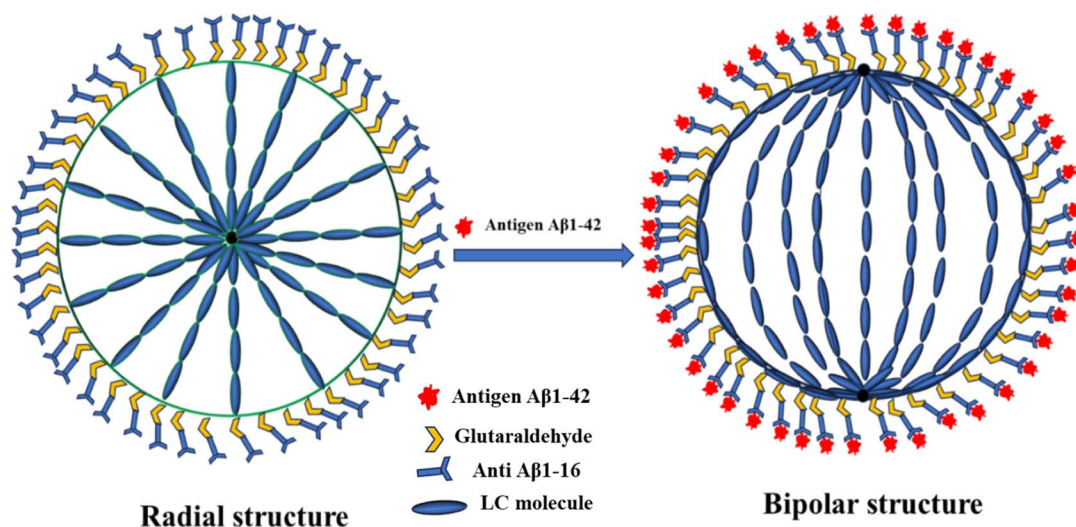 Antigen Aβ1-42
Antigen Aβ1-42
Glutaraldehyde
Anti Aβ1-16
LC molecule
Radial structure
Bipolar structure